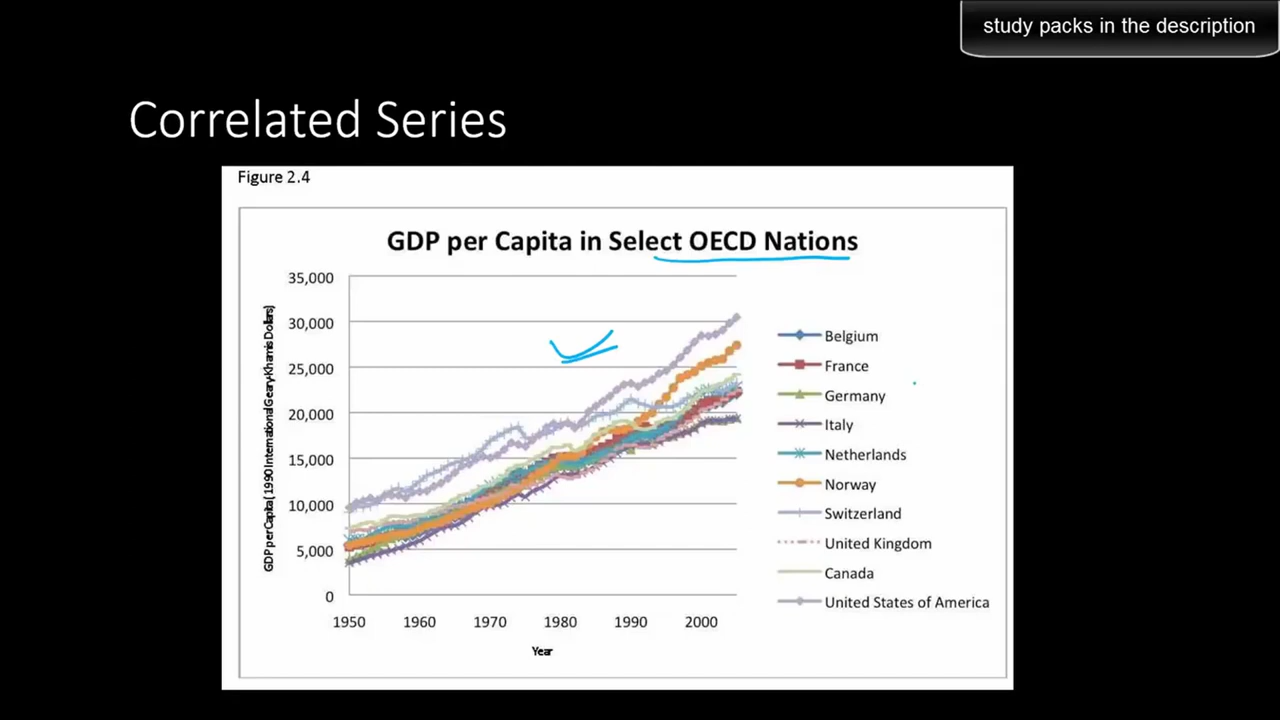 study packs in the description
Correlated Series
Figure 2.4
GDP per Capita in Select OECD Nations
35,000
30,000
25,000
20,000
15,000
10,000
5,000
0
GDP per Capita (1990 International Geary-Khamis Dollars)
1950 1960 1970 1980 1990 2000
Year
Belgium
France
Germany
Italy
Netherlands
Norway
Switzerland
United Kingdom
Canada
United States of America